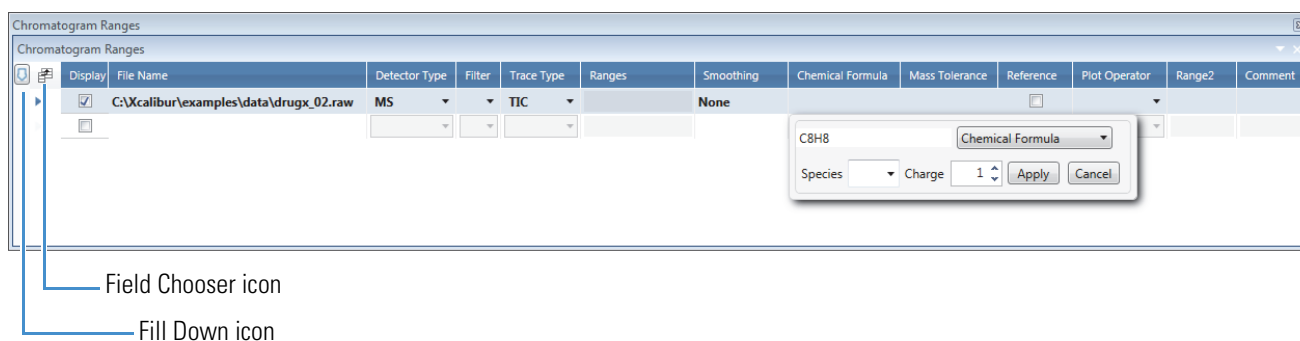 Chromatogram Ranges
Chromatogram Ranges
Display File Name Detector Type Filter Trace Type Ranges Smoothing Chemical Formula Mass Tolerance Reference Plot Operator Range2 Comment
C:\Xcalibur\examples\data\drugx_02.raw MS TIC None
C8H8 Chemical Formula
Species Charge 1 Apply Cancel
Field Chooser icon
Fill Down icon